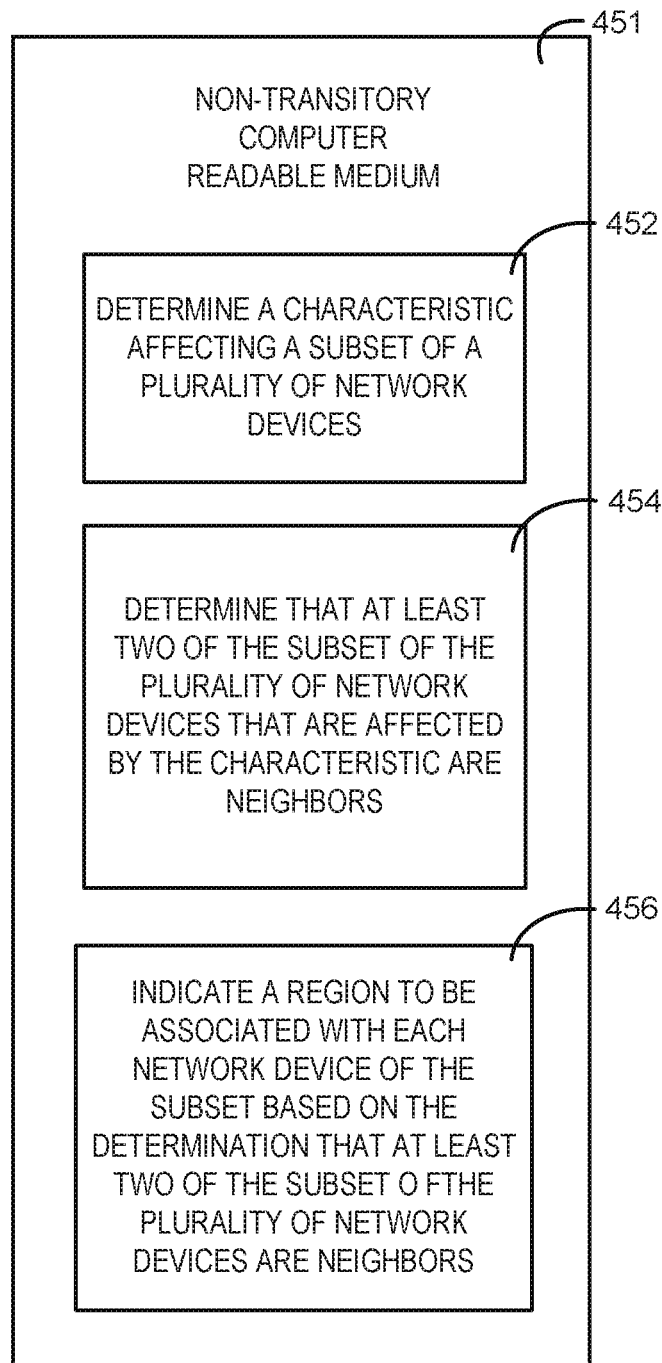 451
NON-TRANSITORY
COMPUTER
READABLE MEDIUM
452
DETERMINE A CHARACTERISTIC
AFFECTING A SUBSET OF A
PLURALITY OF NETWORK
DEVICES
454
DETERMINE THAT AT LEAST
TWO OF THE SUBSET OF THE
PLURALITY OF NETWORK
DEVICES THAT ARE AFFECTED
BY THE CHARACTERISTIC ARE
NEIGHBORS
456
INDICATE A REGION TO BE
ASSOCIATED WITH EACH
NETWORK DEVICE OF THE
SUBSET BASED ON THE
DETERMINATION THAT AT LEAST
TWO OF THE SUBSET O FTHE
PLURALITY OF NETWORK
DEVICES ARE NEIGHBORS